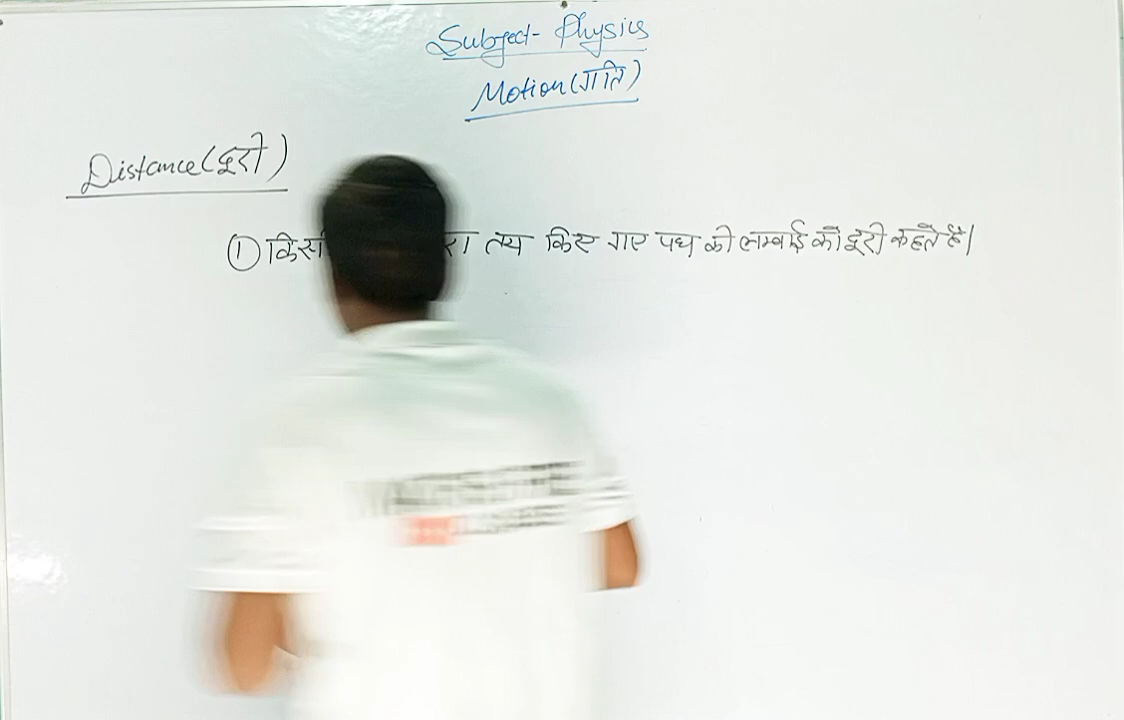 Subject- Physics
Motion(गति)
Distance(दुरी)
① किसी रा तय किए गए पथ की लम्बाई को दुरी कहते है।